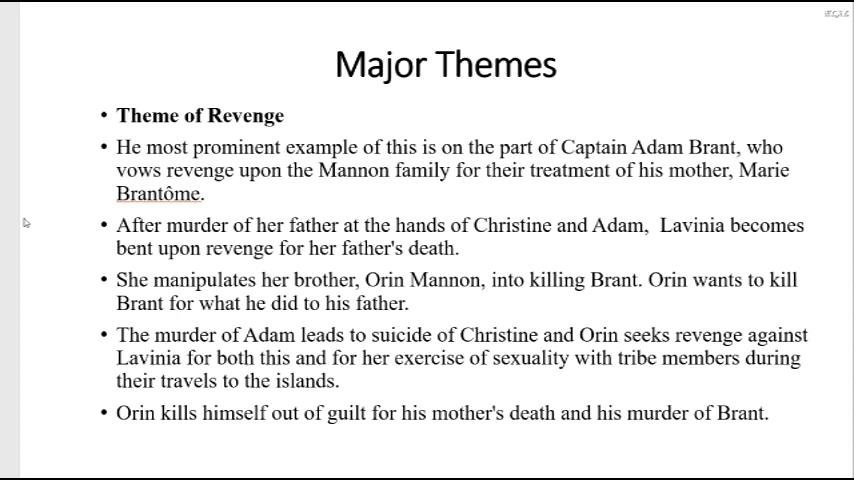 Major Themes
• Theme of Revenge
• He most prominent example of this is on the part of Captain Adam Brant, who
vows revenge upon the Mannon family for their treatment of his mother, Marie
Brantôme.
• After murder of her father at the hands of Christine and Adam, Lavinia becomes
bent upon revenge for her father's death.
• She manipulates her brother, Orin Mannon, into killing Brant. Orin wants to kill
Brant for what he did to his father.
• The murder of Adam leads to suicide of Christine and Orin seeks revenge against
Lavinia for both this and for her exercise of sexuality with tribe members during
their travels to the islands.
• Orin kills himself out of guilt for his mother's death and his murder of Brant.